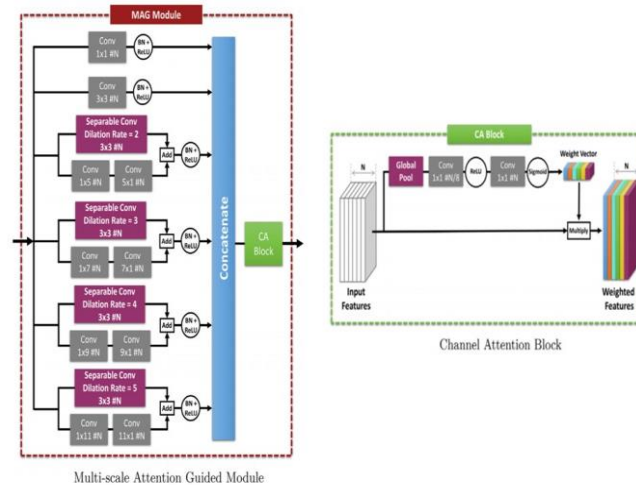 MAG Module
Conv
1x1 #N
BN +
ReLU
Conv
3x3 #N
BN +
ReLU
Separable Conv
Dilation Rate = 2
3x3 #N
Conv
1x5 #N
Conv
5x1 #N
Add
BN +
ReLU
Separable Conv
Dilation Rate = 3
3x3 #N
Conv
1x7 #N
Conv
7x1 #N
Add
BN +
ReLU
Separable Conv
Dilation Rate = 4
3x3 #N
Conv
1x9 #N
Conv
9x1 #N
Add
BN +
ReLU
Separable Conv
Dilation Rate = 5
3x3 #N
Conv
1x11 #N
Conv
11x1 #N
Add
BN +
ReLU
Concatenate
CA
Block
Multi-scale Attention Guided Module
CA Block
N
Input
Features
Global
Pool
Conv
1x1 #N/8
ReLU
Conv
1x1 #N
Sigmoid
Weight Vector
Multiply
N
Weighted
Features
Channel Attention Block